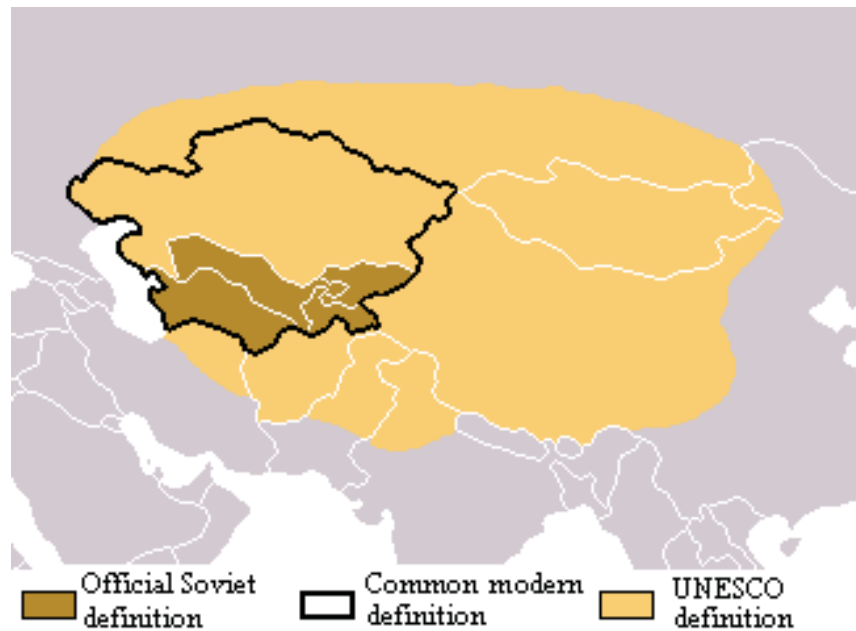 Official Soviet
definition
Common modern
definition
UNESCO
definition